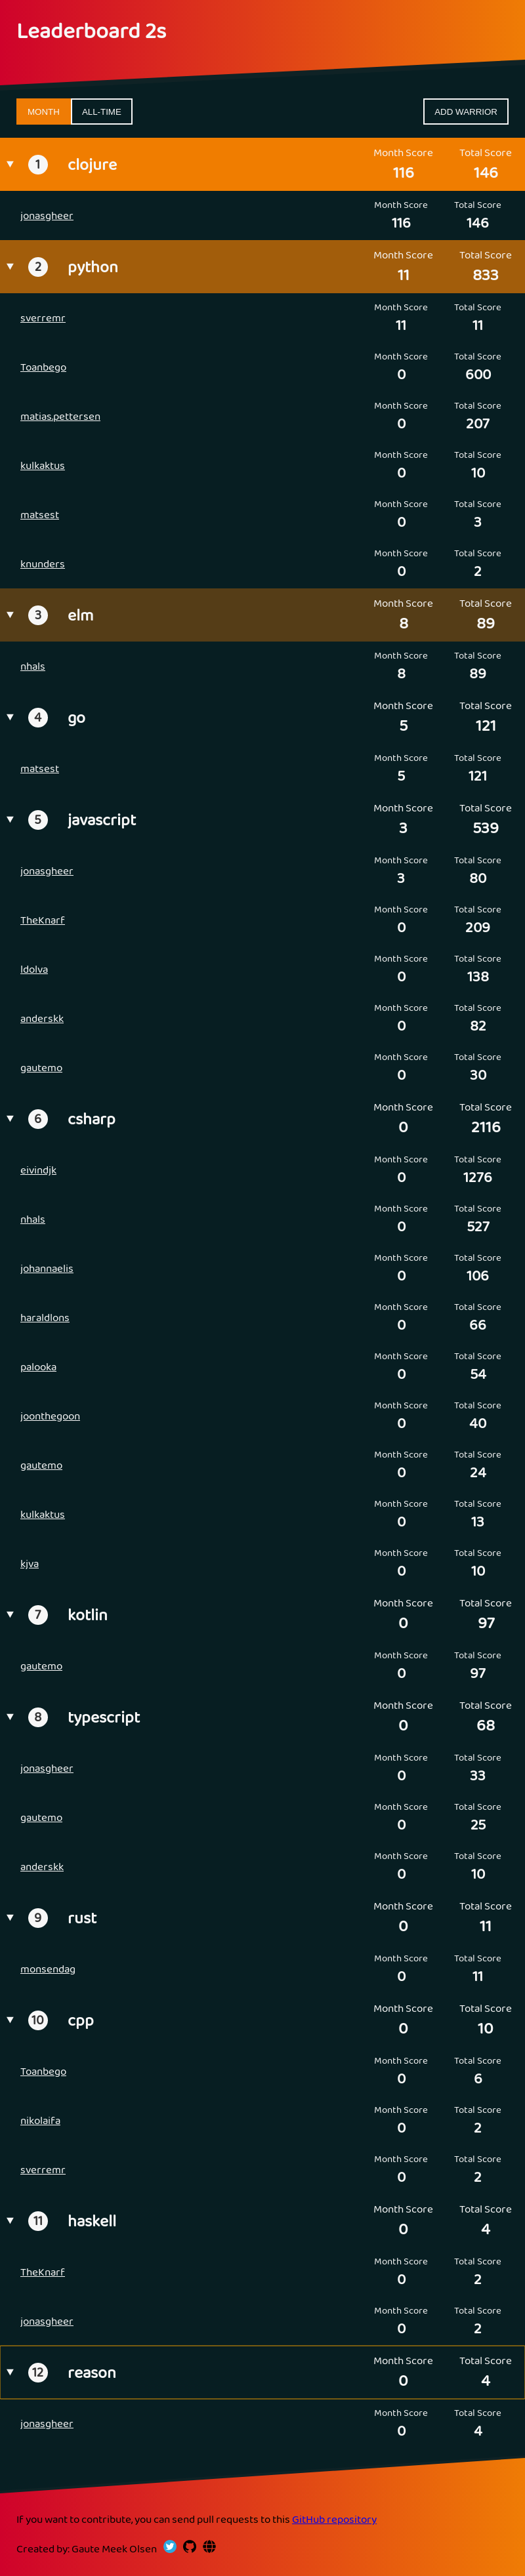 Leaderboard 2s
MONTH ALL-TIME ADD WARRIOR
Month Score Total Score
1 clojure 116 146
Month Score Total Score
jonasgheer 116 146
Month Score Total Score
2 python 11 833
Month Score Total Score
sverremr 11 11
Month Score Total Score
Toanbego 0 600
Month Score Total Score
matias.pettersen 0 207
Month Score Total Score
kulkaktus 0 10
Month Score Total Score
matsest 0 3
Month Score Total Score
knunders 0 2
Month Score Total Score
3 elm 8 89
Month Score Total Score
nhals 8 89
Month Score Total Score
4 go 5 121
Month Score Total Score
matsest 5 121
Month Score Total Score
5 javascript 3 539
Month Score Total Score
jonasgheer 3 80
Month Score Total Score
TheKnarf 0 209
Month Score Total Score
ldolva 0 138
Month Score Total Score
anderskk 0 82
Month Score Total Score
gautemo 0 30
Month Score Total Score
6 csharp 0 2116
Month Score Total Score
eivindjk 0 1276
Month Score Total Score
nhals 0 527
Month Score Total Score
johannaelis 0 106
Month Score Total Score
haraldlons 0 66
Month Score Total Score
palooka 0 54
Month Score Total Score
joonthegoon 0 40
Month Score Total Score
gautemo 0 24
Month Score Total Score
kulkaktus 0 13
Month Score Total Score
kjva 0 10
Month Score Total Score
7 kotlin 0 97
Month Score Total Score
gautemo 0 97
Month Score Total Score
8 typescript 0 68
Month Score Total Score
jonasgheer 0 33
Month Score Total Score
gautemo 0 25
Month Score Total Score
anderskk 0 10
Month Score Total Score
9 rust 0 11
Month Score Total Score
monsendag 0 11
Month Score Total Score
10 cpp 0 10
Month Score Total Score
Toanbego 0 6
Month Score Total Score
nikolaifa 0 2
Month Score Total Score
sverremr 0 2
Month Score Total Score
11 haskell 0 4
Month Score Total Score
TheKnarf 0 2
Month Score Total Score
jonasgheer 0 2
Month Score Total Score
12 reason 0 4
Month Score Total Score
jonasgheer 0 4
If you want to contribute, you can send pull requests to this GitHub repository
Created by: Gaute Meek Olsen